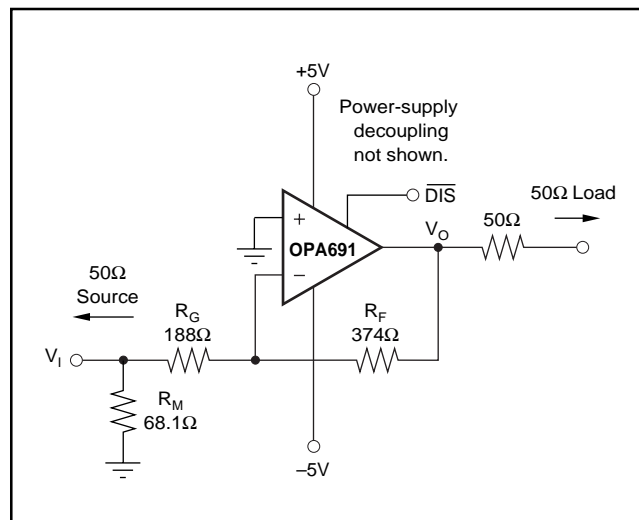 +5V
Power-supply
decoupling
not shown.
DIS
50Ω Load
+
OPA691
−
V_O
50Ω
50Ω
Source
R_G
188Ω
R_F
374Ω
V_I
R_M
68.1Ω
−5V